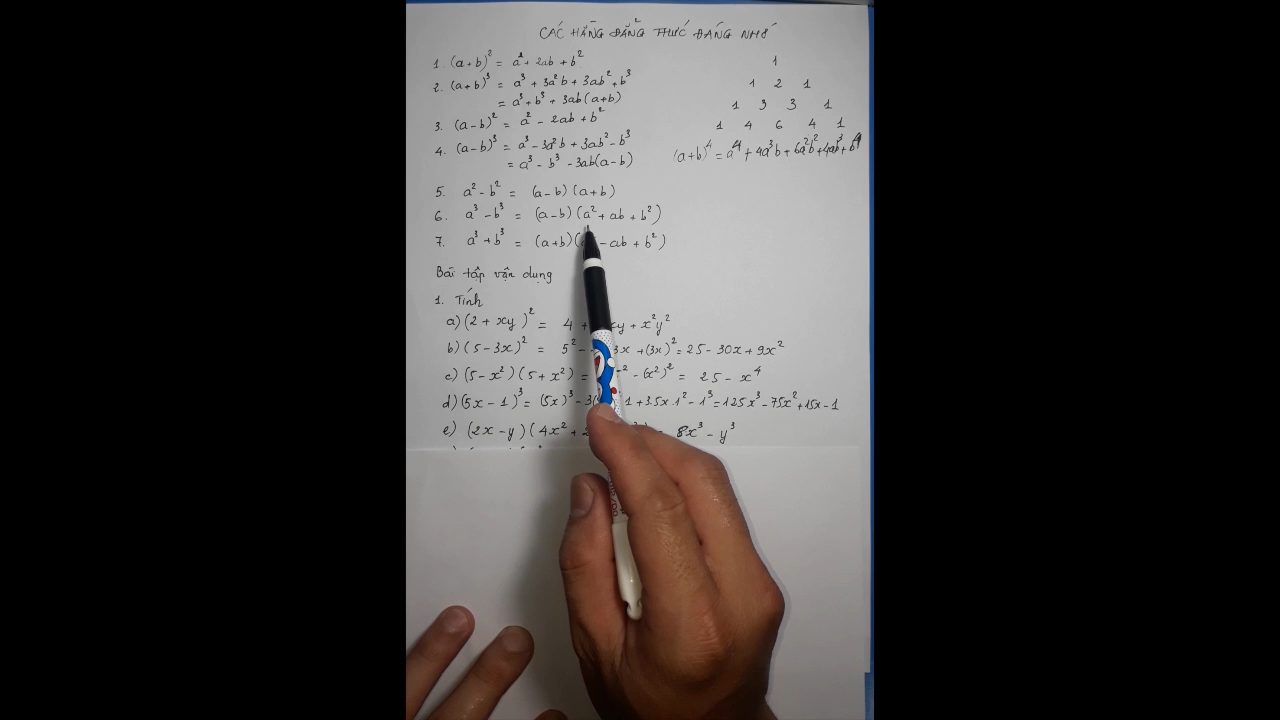 CÁC HẰNG ĐẲNG THỨC ĐÁNG NHỚ
1. (a+b)² = a² + 2ab + b²
2. (a+b)³ = a³ + 3a²b + 3ab² + b³
= a³ + b³ + 3ab(a+b)
3. (a-b)² = a² - 2ab + b²
4. (a-b)³ = a³ - 3a²b + 3ab² - b³
= a³ - b³ - 3ab(a-b)
1
1 2 1
1 3 3 1
1 4 6 4 1
(a+b)⁴ = a⁴ + 4a³b + 6a²b² + 4ab³ + b⁴
5. a² - b² = (a-b)(a+b)
6. a³ - b³ = (a-b)(a² + ab + b²)
7. a³ + b³ = (a+b)( - ab + b²)
Bài tập vận dụng
1. Tính
a) (2 + xy)² = 4 + xy + x²y²
b) (5 - 3x)² = 5² - 3x + (3x)² = 25 - 30x + 9x²
c) (5 - x²)(5 + x²) = ² - (x²)² = 25 - x⁴
d) (5x - 1)³ = (5x)³ - 3( 1 + 3.5x.1² - 1³ = 125x³ - 75x² + 15x - 1
e) (2x - y)(4x² + 8x³ - y³